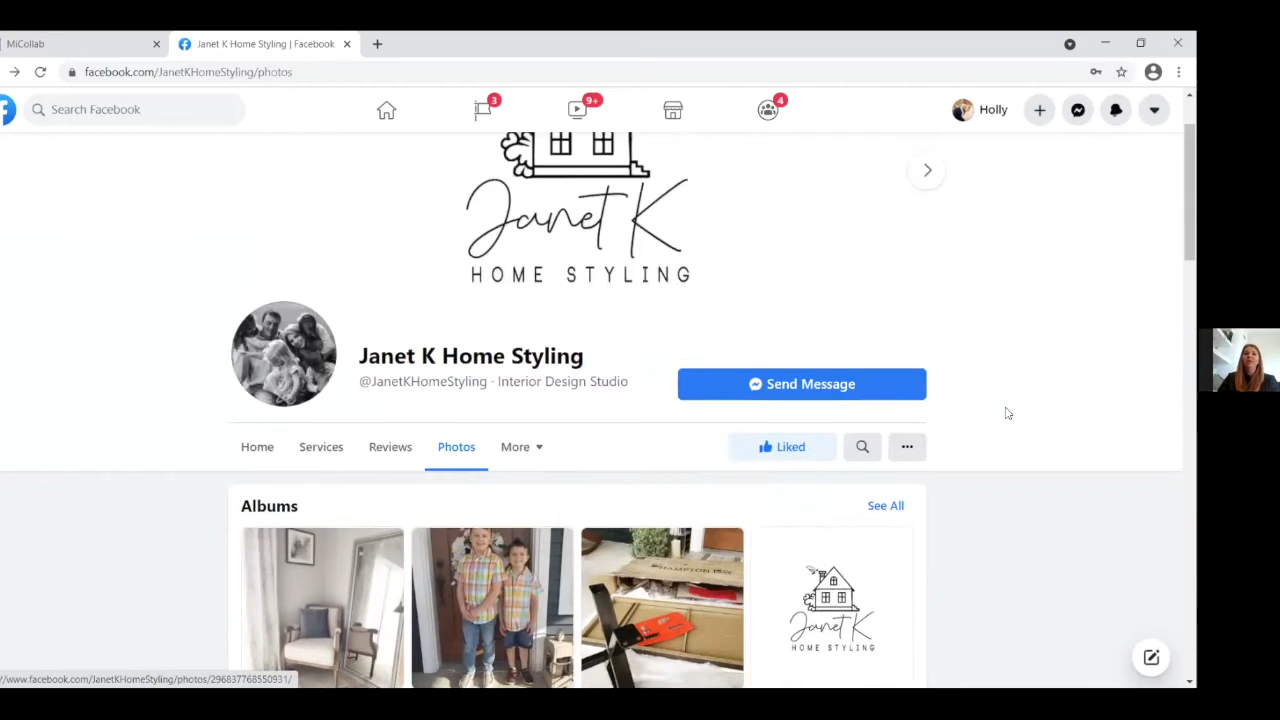 MiCollab
Janet K Home Styling | Facebook
facebook.com/JanetKHomeStyling/photos
Search Facebook
3
9+
4
Holly
Janet K
HOME STYLING
Janet K Home Styling
@JanetKHomeStyling · Interior Design Studio
Send Message
Home
Services
Reviews
Photos
More
Liked
Albums
See All
Janet K
HOME STYLING
//www.facebook.com/JanetKHomeStyling/photos/296837768550931/